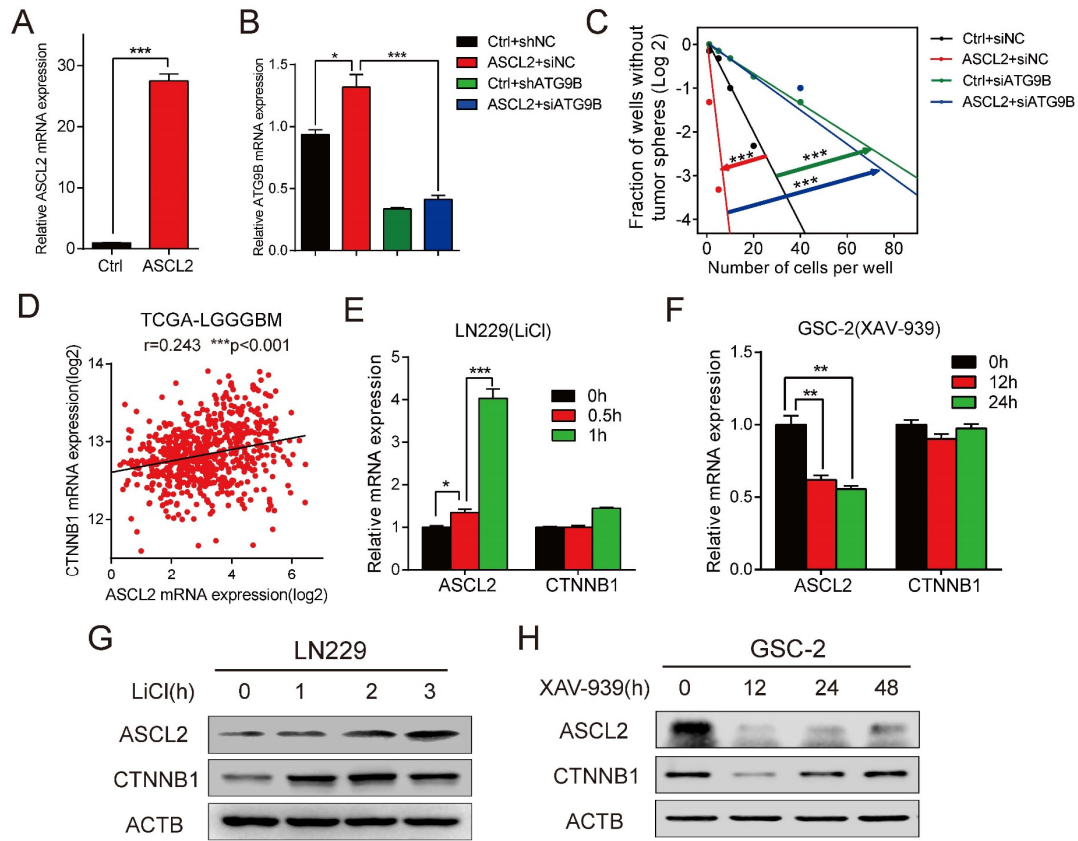 A
Relative ASCL2 mRNA expression
30
20
10
0
***
Ctrl
ASCL2
B
Relative ATG9B mRNA expression
1.5
1.0
0.5
0.0
*
***
Ctrl+shNC
ASCL2+siNC
Ctrl+shATG9B
ASCL2+siATG9B
C
Fraction of wells without
tumor spheres (Log 2)
0
-1
-2
-3
-4
***
***
***
0
20
40
60
80
Number of cells per well
Ctrl+siNC
ASCL2+siNC
Ctrl+siATG9B
ASCL2+siATG9B
D
TCGA-LGGGBM
r=0.243 ***p<0.001
CTNNB1 mRNA expression(log2)
14
13
12
0
2
4
6
ASCL2 mRNA expression(log2)
E
LN229(LiCl)
Relative mRNA expression
5
4
3
2
1
0
*
***
0h
0.5h
1h
ASCL2
CTNNB1
F
GSC-2(XAV-939)
Relative mRNA expression
1.5
1.0
0.5
0.0
**
**
0h
12h
24h
ASCL2
CTNNB1
G
LN229
LiCl(h) 0 1 2 3
ASCL2
CTNNB1
ACTB
H
GSC-2
XAV-939(h) 0 12 24 48
ASCL2
CTNNB1
ACTB